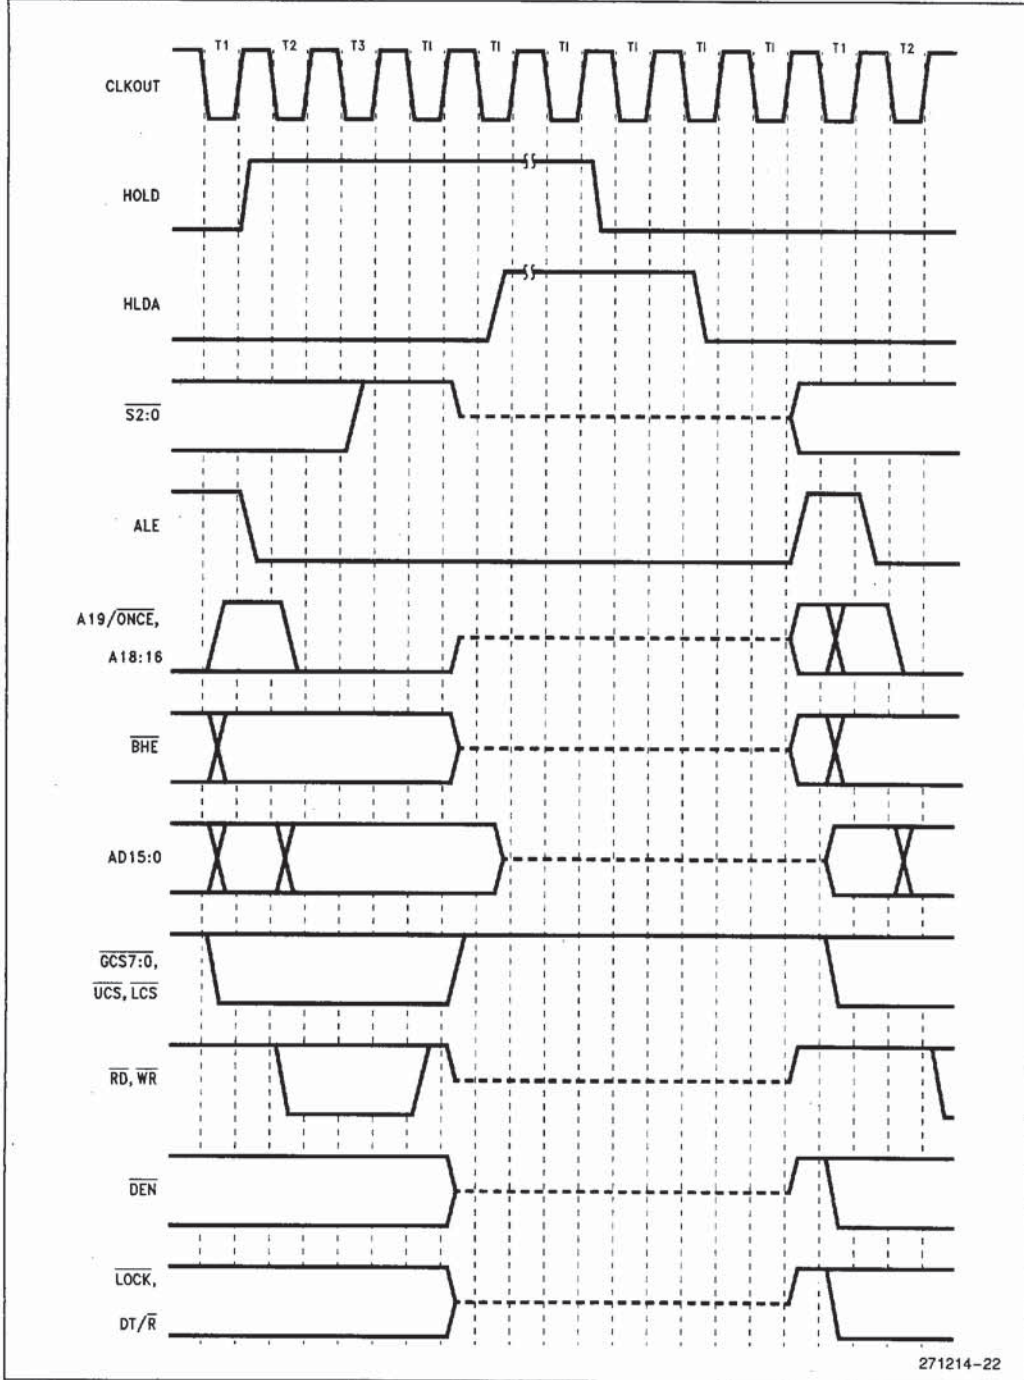 T1 T2 T3 TI TI TI TI TI TI T1 T2
CLKOUT
HOLD
HLDA
S2:0
ALE
A19/ONCE,
A18:16
BHE
AD15:0
GCS7:0,
UCS, LCS
RD, WR
DEN
LOCK,
DT/R
271214-22